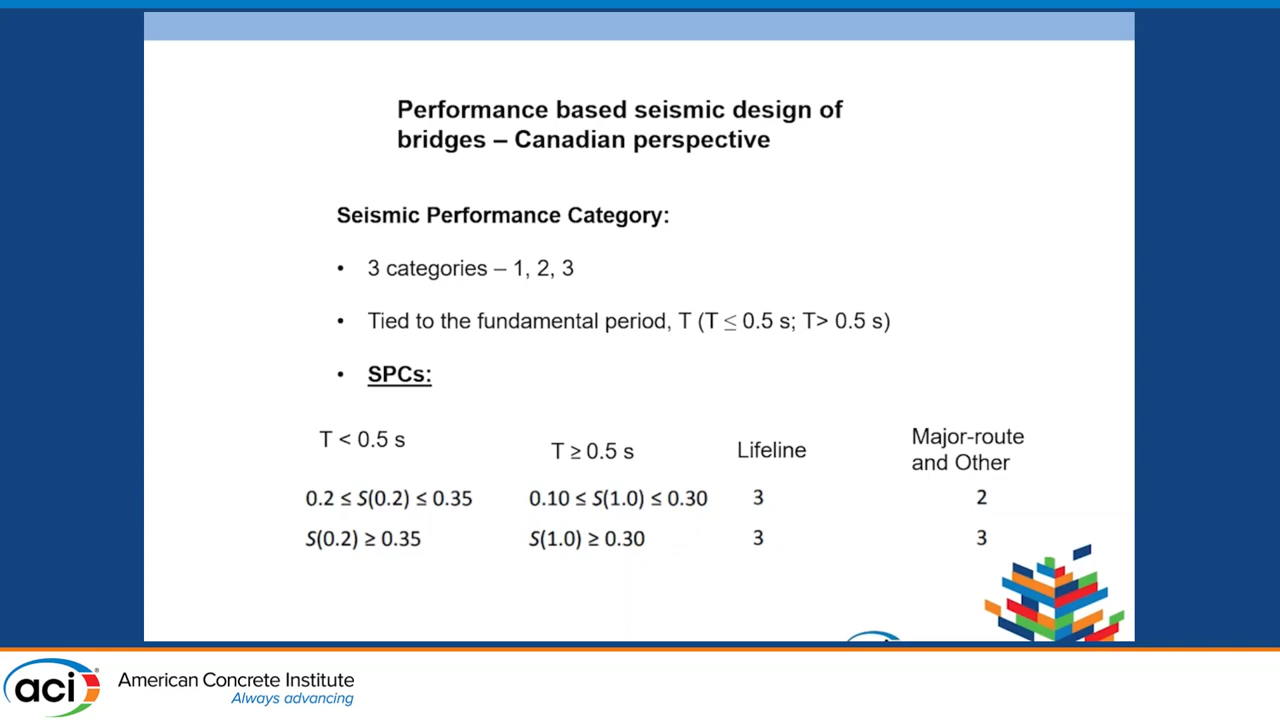 Performance based seismic design of
bridges – Canadian perspective
Seismic Performance Category:
• 3 categories – 1, 2, 3
• Tied to the fundamental period, T (T ≤ 0.5 s; T> 0.5 s)
• SPCs:
T < 0.5 s T ≥ 0.5 s Lifeline Major-route
and Other
0.2 ≤ S(0.2) ≤ 0.35 0.10 ≤ S(1.0) ≤ 0.30 3 2
S(0.2) ≥ 0.35 S(1.0) ≥ 0.30 3 3
aci® American Concrete Institute
Always advancing